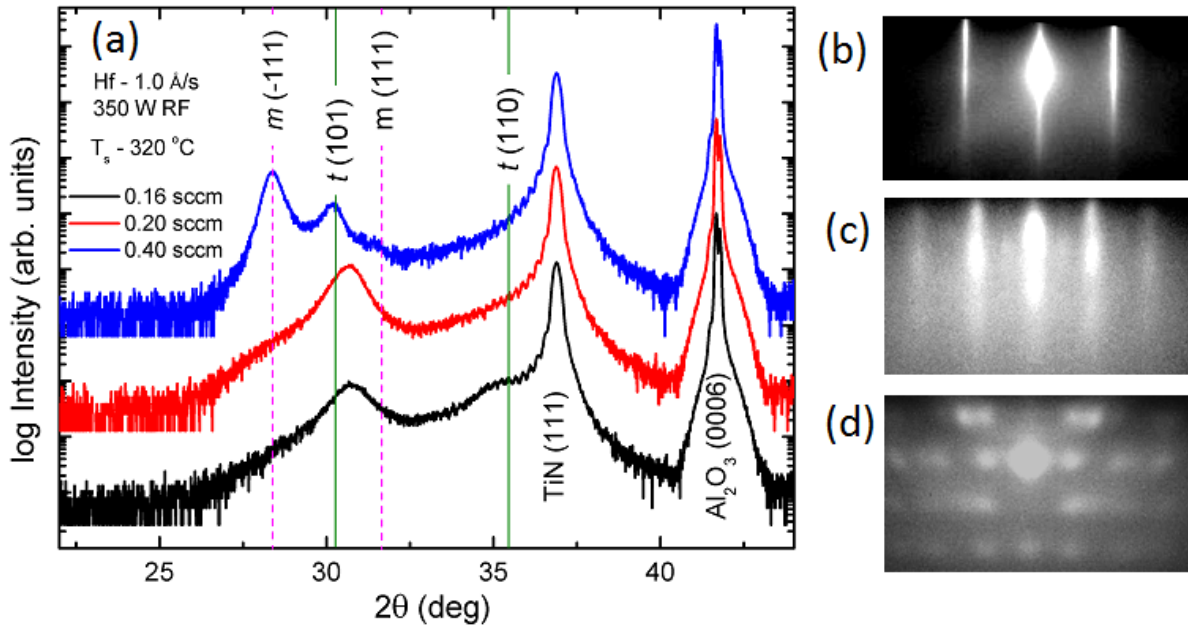 (a)
Hf - 1.0 Å/s
350 W RF
T_s - 320 °C
0.16 sccm
0.20 sccm
0.40 sccm
m (-111)
t (101)
m (111)
t (110)
TiN (111)
Al₂O₃ (0006)
log Intensity (arb. units)
25 30 35 40
2θ (deg)
(b)
(c)
(d)